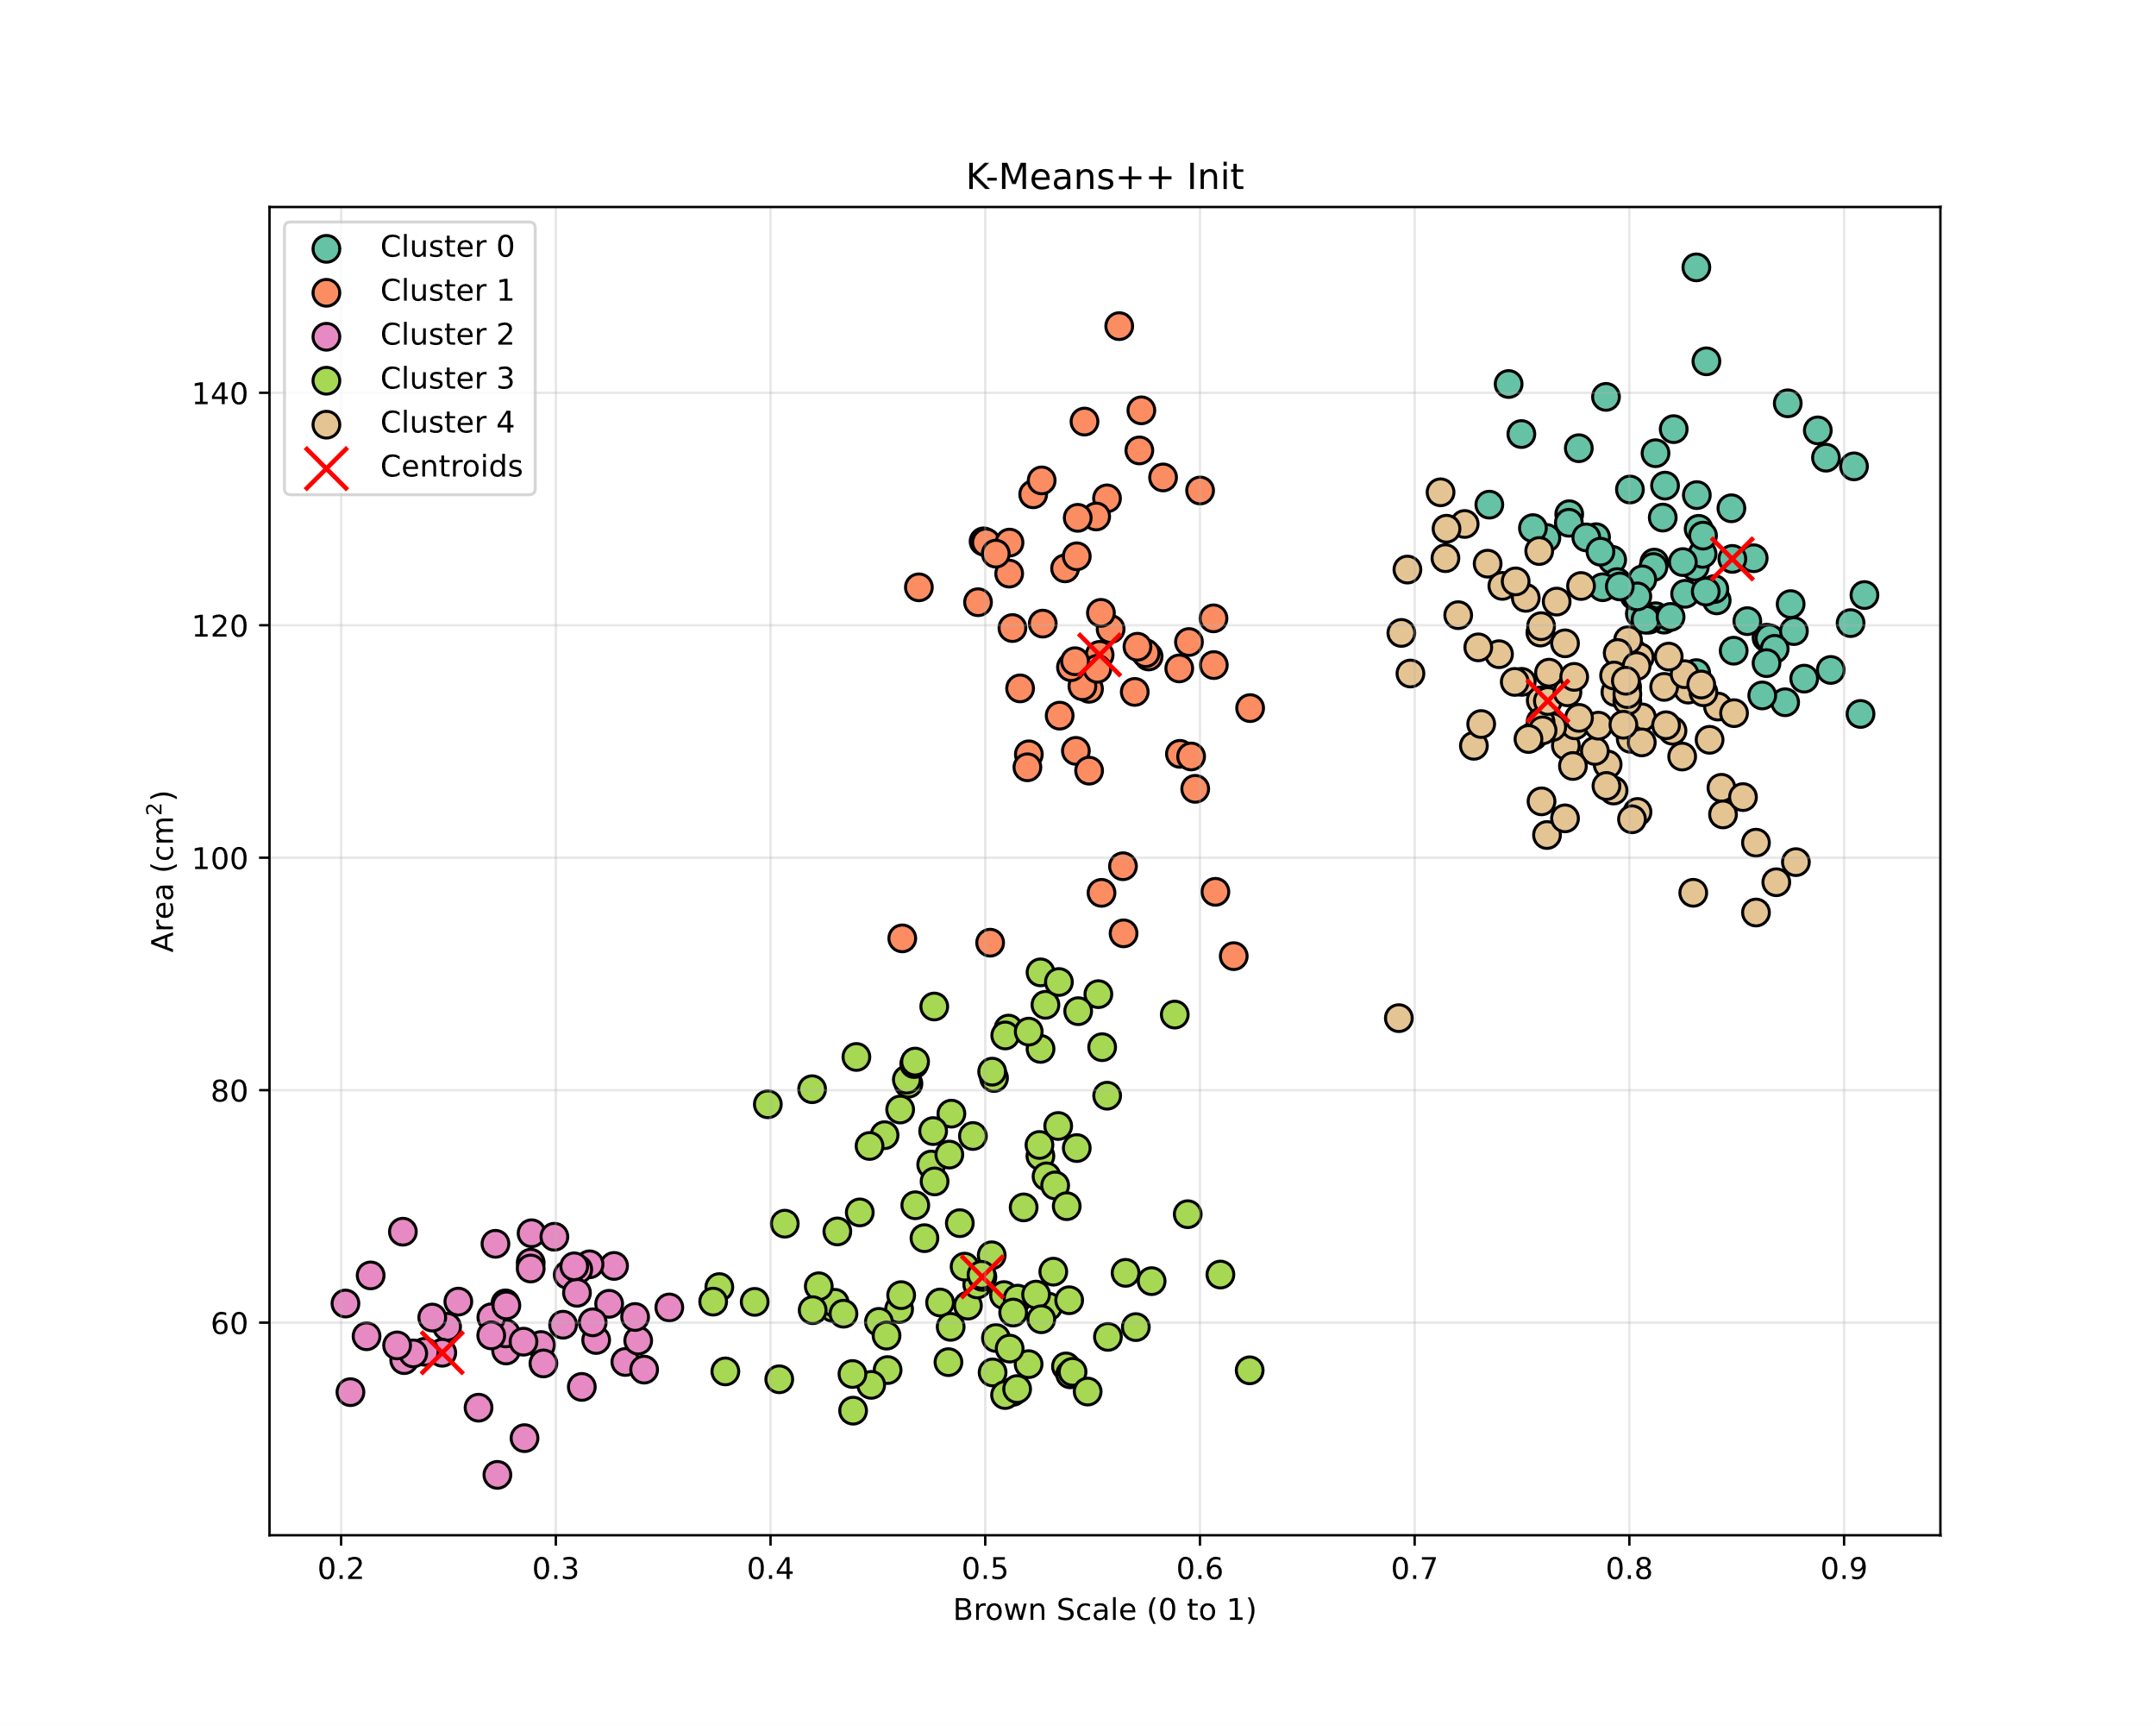 K-Means++ Init
Cluster 0
Cluster 1
Cluster 2
Cluster 3
Cluster 4
Centroids
140
120
100
80
60
Area (cm²)
0.2 0.3 0.4 0.5 0.6 0.7 0.8 0.9
Brown Scale (0 to 1)